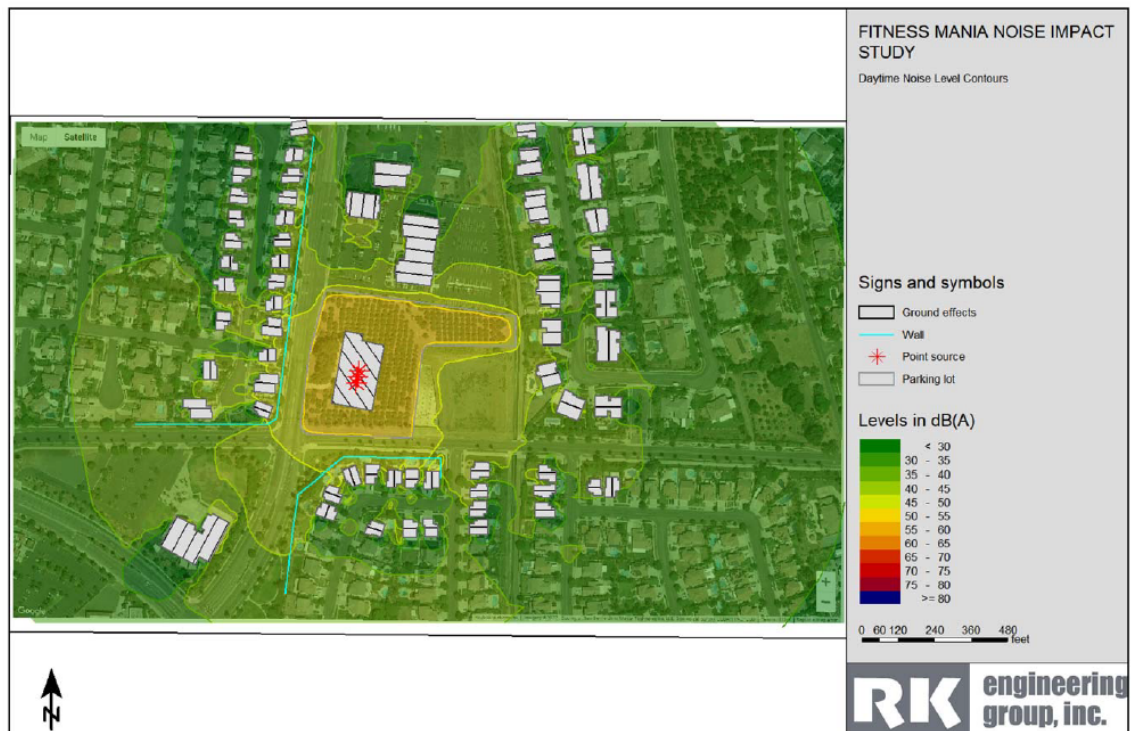 Map Satellite
Google
+
−
N
FITNESS MANIA NOISE IMPACT
STUDY
Daytime Noise Level Contours
Signs and symbols
Ground effects
Wall
Point source
Parking lot
Levels in dB(A)
< 30
30 - 35
35 - 40
40 - 45
45 - 50
50 - 55
55 - 60
60 - 65
65 - 70
70 - 75
75 - 80
>= 80
0 60 120 240 360 480
feet
RK engineering
group, inc.